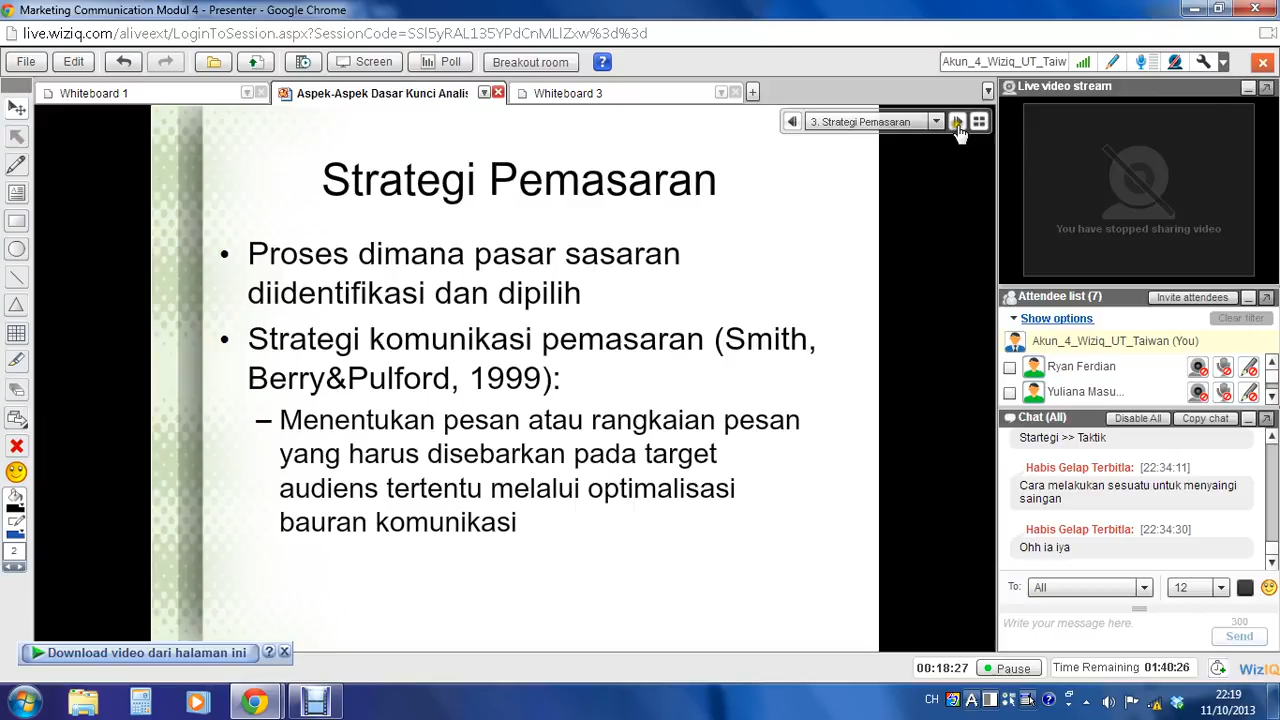 Marketing Communication Modul 4 - Presenter - Google Chrome
live.wiziq.com/aliveext/LoginToSession.aspx?SessionCode=SSl5yRAL135YPdCnMLlZxw%3d%3d
File Edit Screen Poll Breakout room ? Akun_4_Wiziq_UT_Taiw
Whiteboard 1 Aspek-Aspek Dasar Kunci Analis Whiteboard 3
3. Strategi Pemasaran
Strategi Pemasaran
• Proses dimana pasar sasaran
diidentifikasi dan dipilih
• Strategi komunikasi pemasaran (Smith,
Berry&Pulford, 1999):
– Menentukan pesan atau rangkaian pesan
yang harus disebarkan pada target
audiens tertentu melalui optimalisasi
bauran komunikasi
2
Download video dari halaman ini ?
Live video stream
You have stopped sharing video
Attendee list (7) Invite attendees
Show options Clear filter
Akun_4_Wiziq_UT_Taiwan (You)
Ryan Ferdian
Yuliana Masu...
Chat (All) Disable All Copy chat
Startegi >> Taktik
Habis Gelap Terbitla: [22:34:11]
Cara melakukan sesuatu untuk menyaingi
saingan
Habis Gelap Terbitla: [22:34:30]
Ohh ia iya
To: All 12
Write your message here. 300
Send
00:18:27 Pause Time Remaining 01:40:26 WizIQ
CH 22:19
11/10/2013